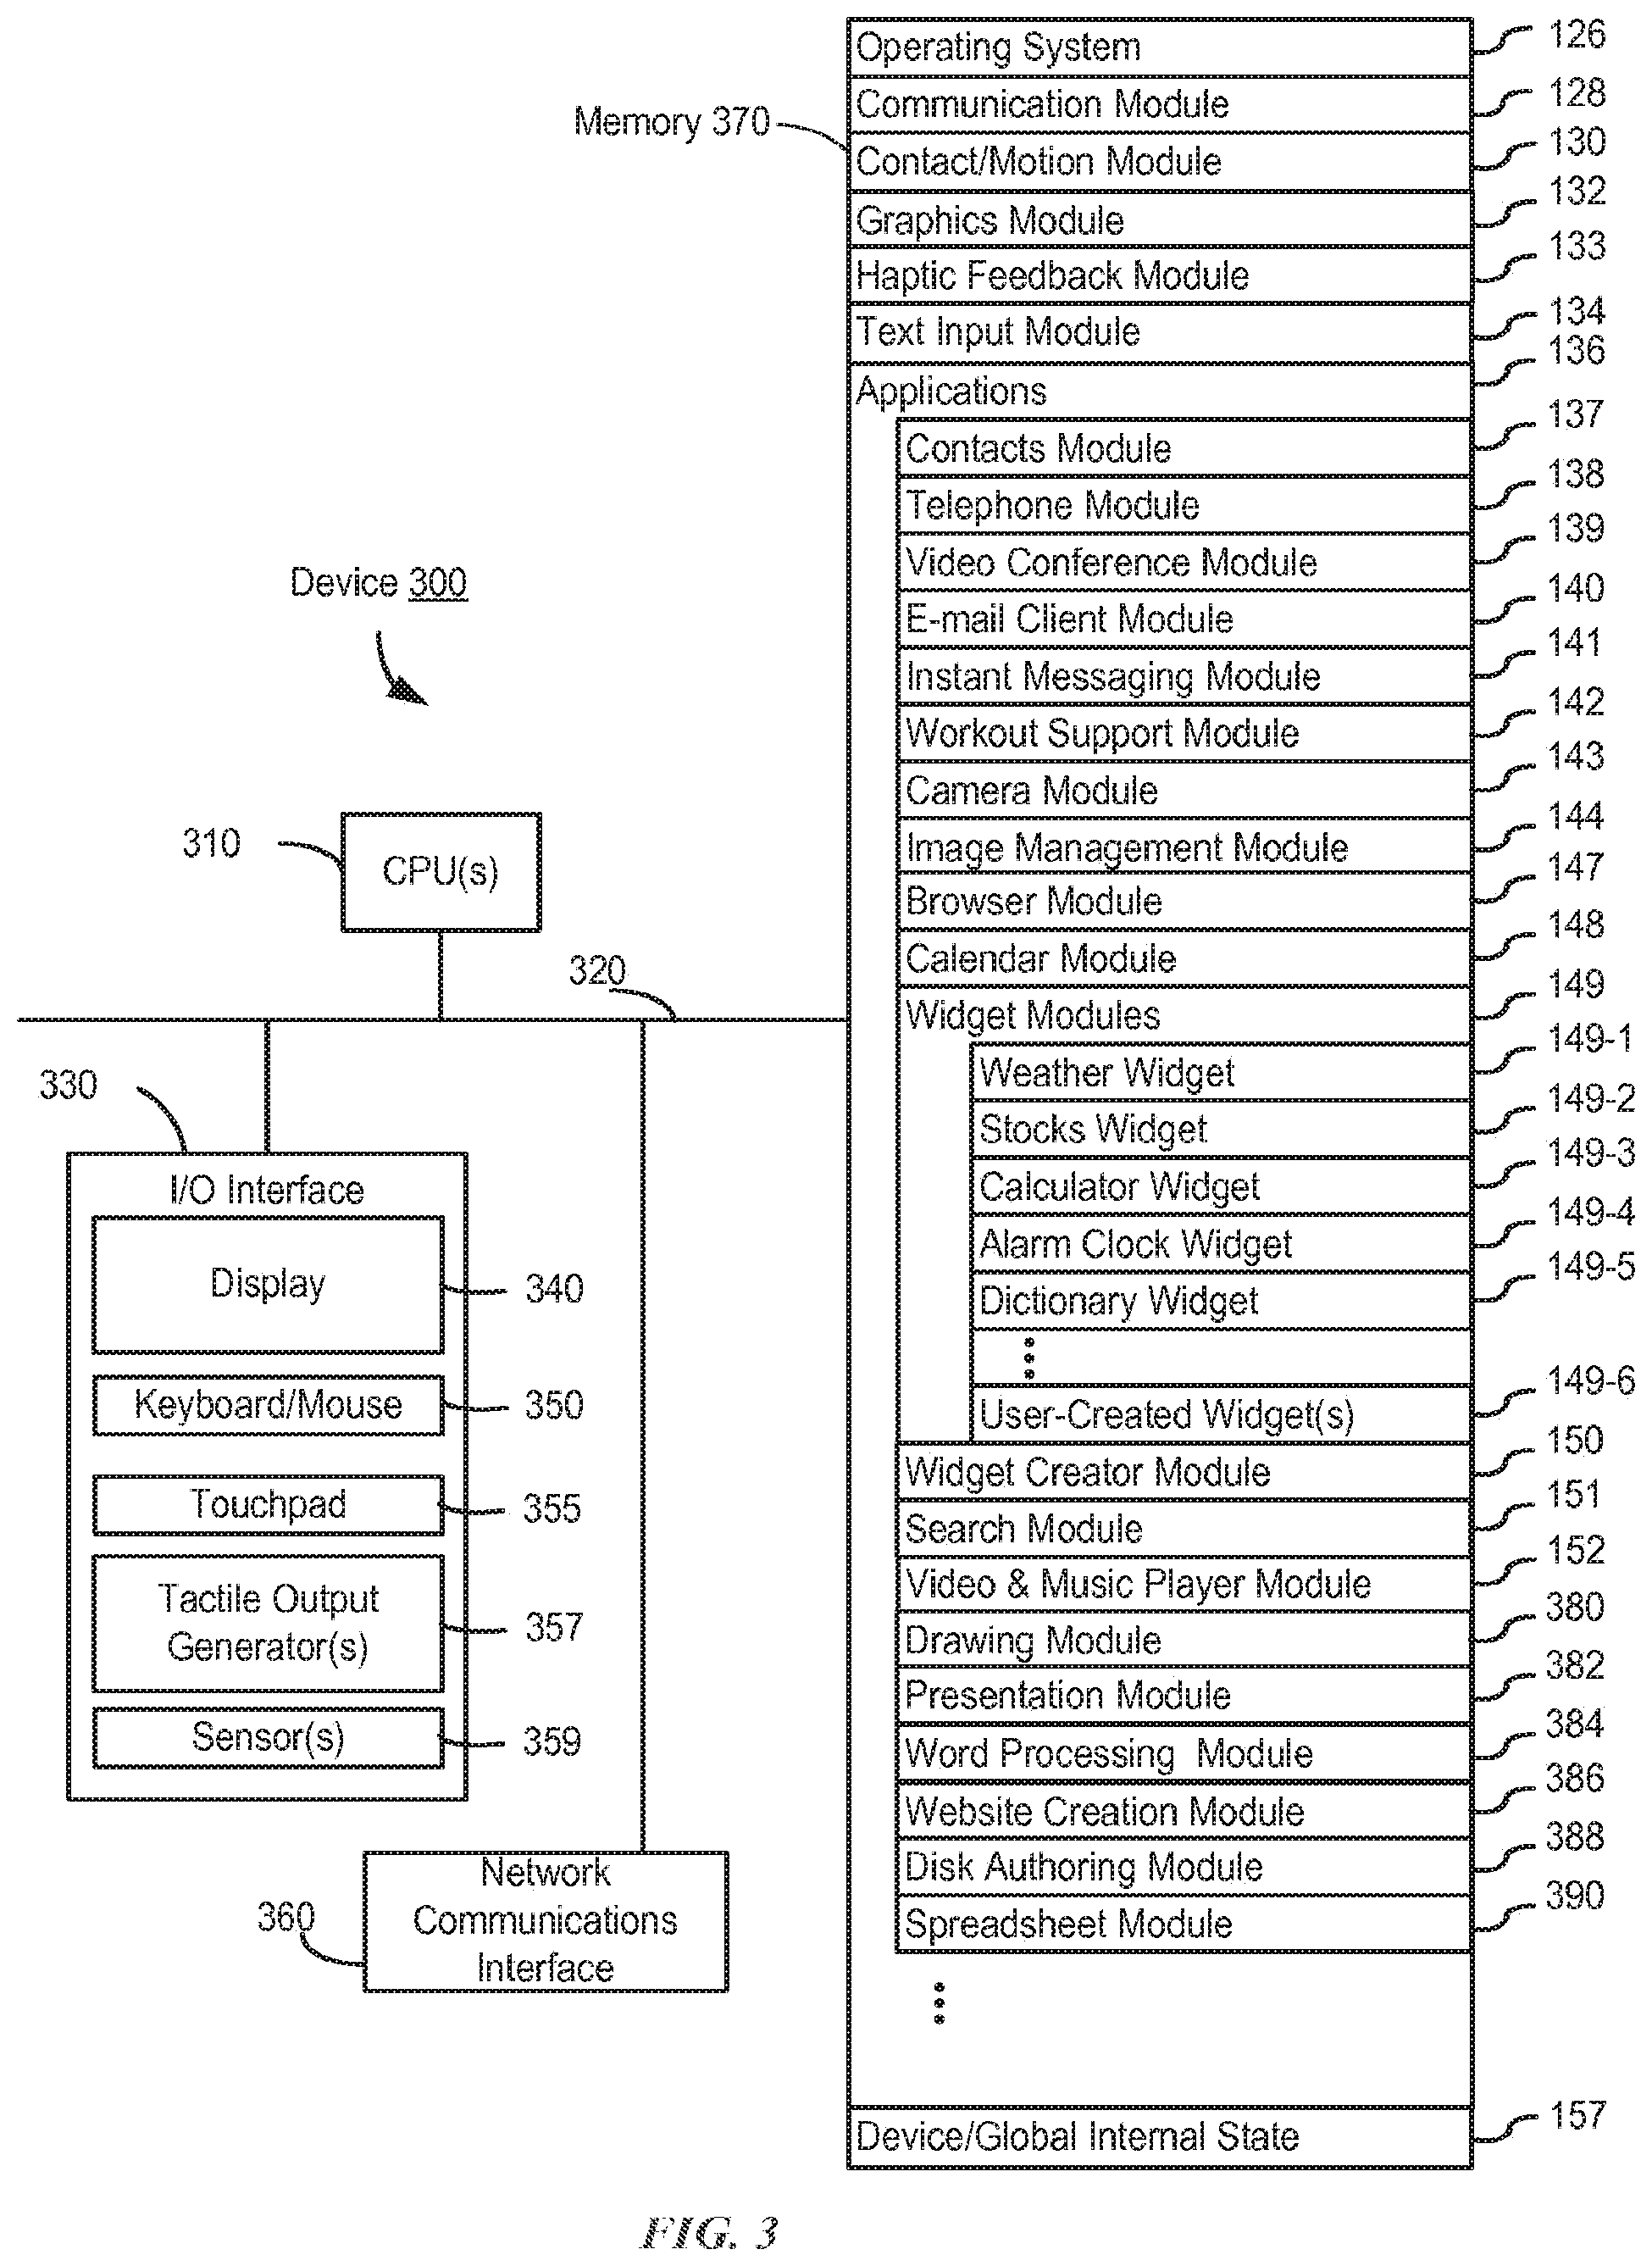 Operating System 126
Communication Module 128
Memory 370
Contact/Motion Module 130
Graphics Module 132
Haptic Feedback Module 133
Text Input Module 134
Applications 136
Contacts Module 137
Telephone Module 138
Video Conference Module 139
E-mail Client Module 140
Instant Messaging Module 141
Workout Support Module 142
Camera Module 143
Image Management Module 144
Browser Module 147
Calendar Module 148
Widget Modules 149
Weather Widget 149-1
Stocks Widget 149-2
Calculator Widget 149-3
Alarm Clock Widget 149-4
Dictionary Widget 149-5
User-Created Widget(s) 149-6
Widget Creator Module 150
Search Module 151
Video & Music Player Module 152
Drawing Module 380
Presentation Module 382
Word Processing Module 384
Website Creation Module 386
Disk Authoring Module 388
Spreadsheet Module 390
Device/Global Internal State 157
Device 300
310
CPU(s)
320
330
I/O Interface
Display 340
Keyboard/Mouse 350
Touchpad 355
Tactile Output
Generator(s) 357
Sensor(s) 359
360
Network
Communications
Interface
FIG. 3